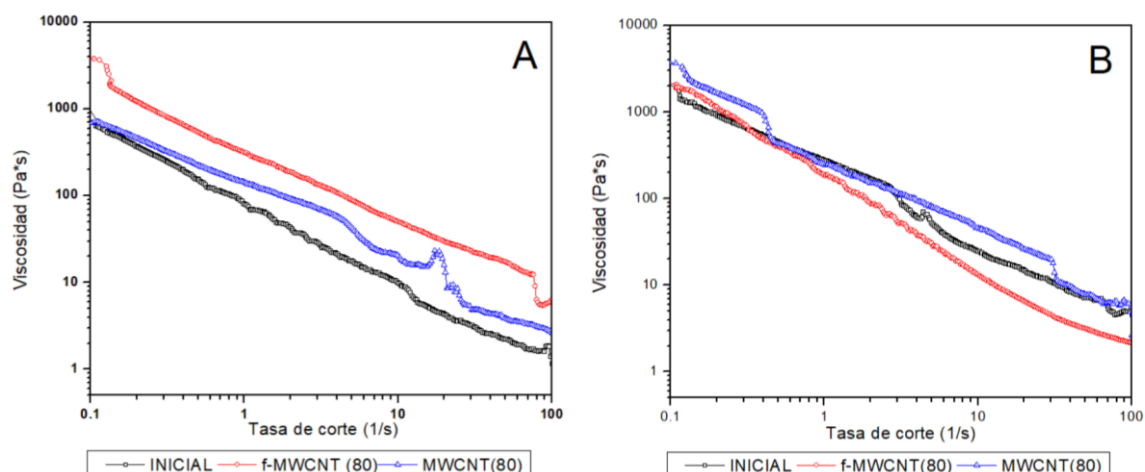 A
10000
1000
100
10
1
Viscosidad (Pa*s)
0.1 1 10 100
Tasa de corte (1/s)
INICIAL f-MWCNT (80) MWCNT(80)
B
10000
1000
100
10
1
Viscosidad (Pa*s)
0.1 1 10 100
Tasa de corte (1/s)
INICIAL f-MWCNT(80) MWCNT(80)